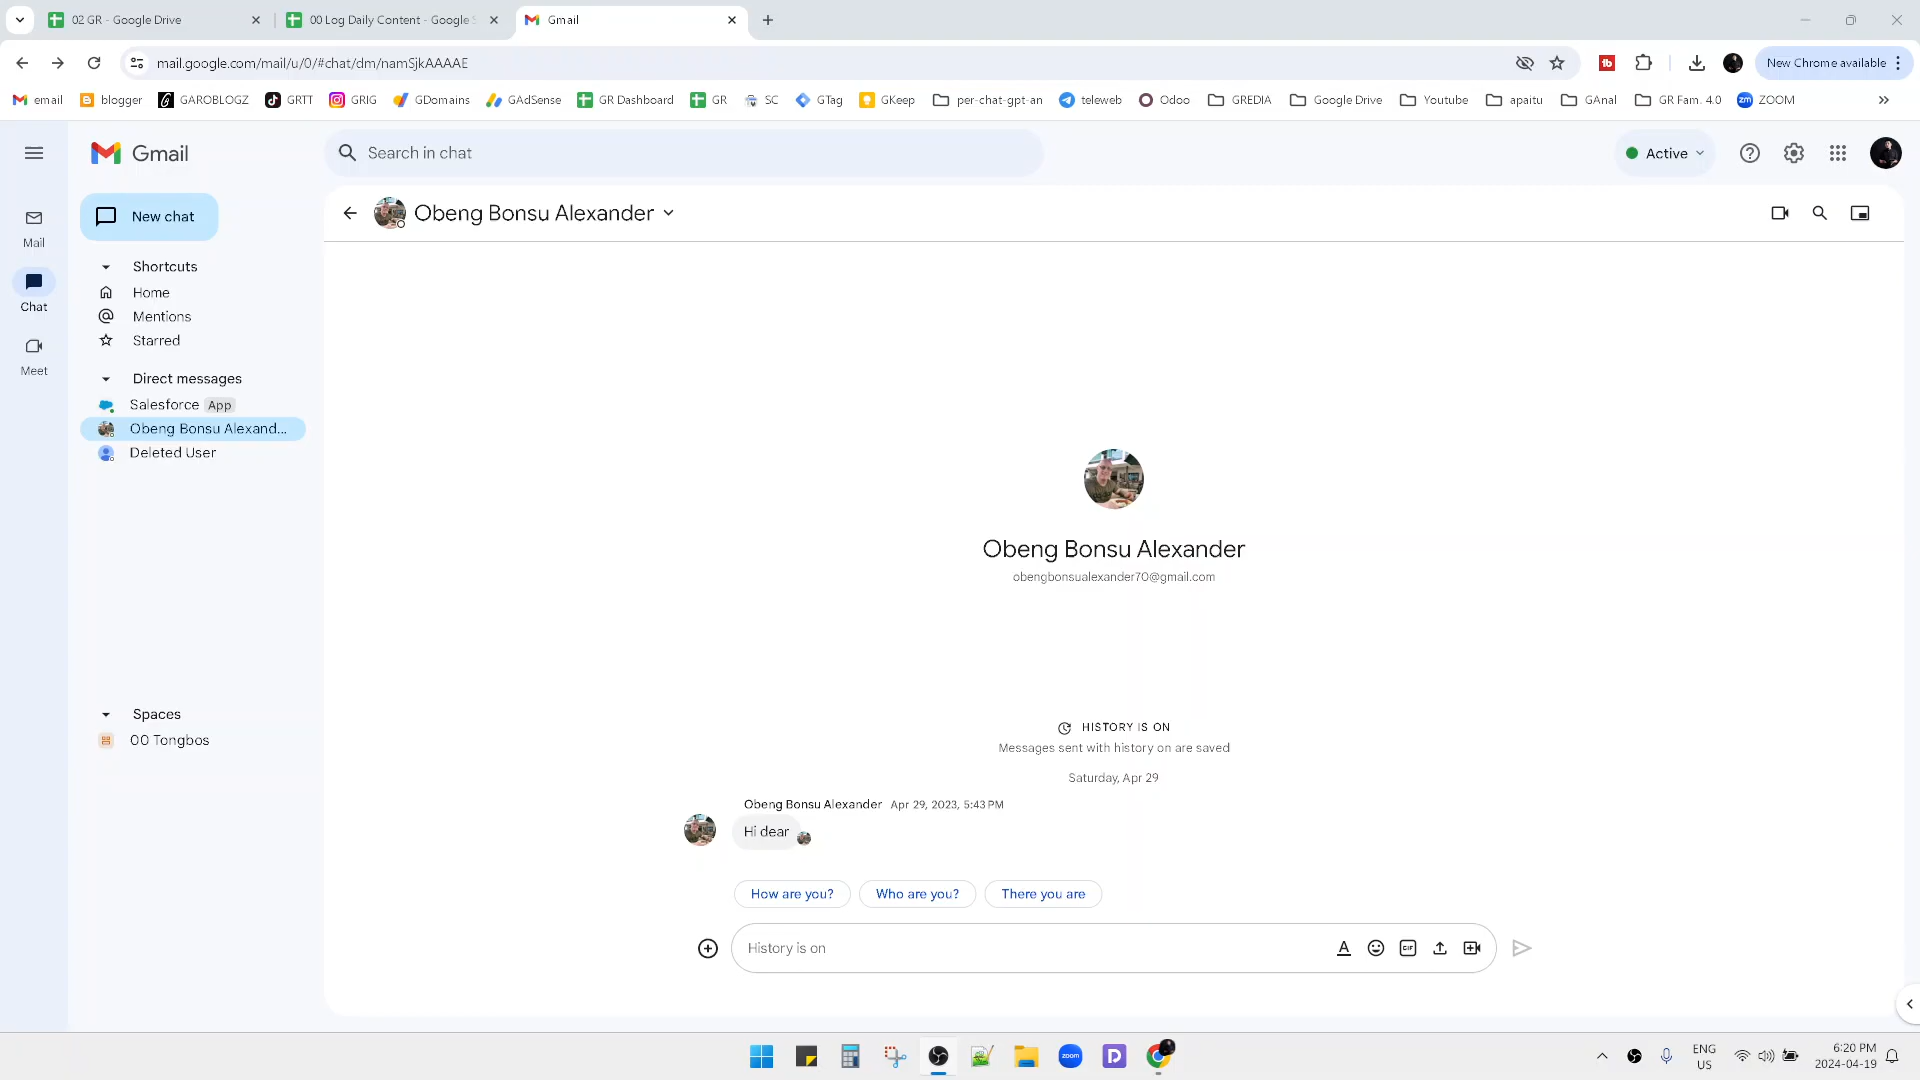 02 GR - Google Drive
00 Log Daily Content - Google S
Gmail
mail.google.com/mail/u/0/#chat/dm/namSjkAAAAE
New Chrome available
email
blogger
GAROBLOGZ
GRTT
GRIG
GDomains
GAdSense
GR Dashboard
GR
SC
GTag
GKeep
per-chat-gpt-an
teleweb
Odoo
GREDIA
Google Drive
Youtube
apaitu
GAnal
GR Fam. 4.0
zm ZOOM
Gmail
Search in chat
Active
Mail
Chat
Meet
New chat
Shortcuts
Home
Mentions
Starred
Direct messages
Salesforce App
Obeng Bonsu Alexand...
Deleted User
Spaces
00 Tongbos
Obeng Bonsu Alexander
Obeng Bonsu Alexander
obengbonsualexander70@gmail.com
HISTORY IS ON
Messages sent with history on are saved
Saturday, Apr 29
Obeng Bonsu Alexander Apr 29, 2023, 5:43 PM
Hi dear
How are you?
Who are you?
There you are
History is on
GIF
zoom
ENG
US
6:20 PM
2024-04-19